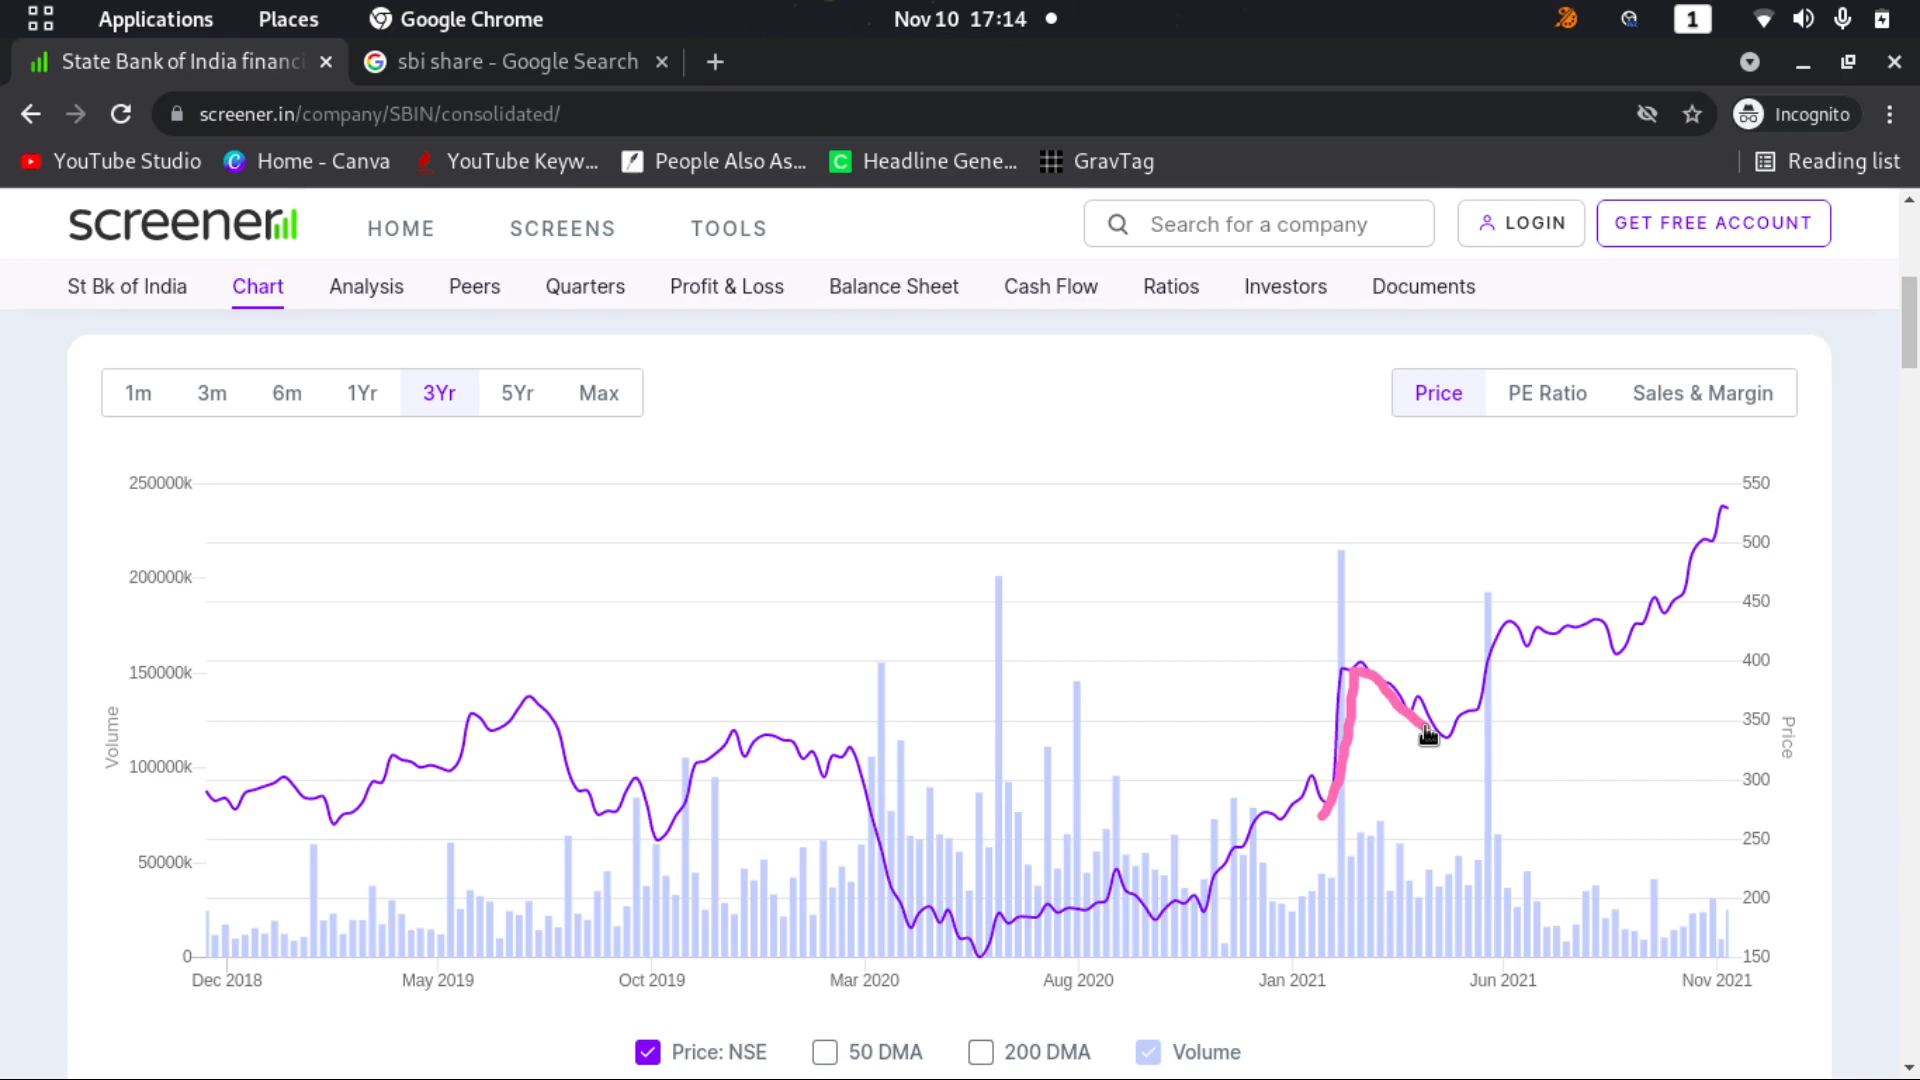 Applications Places Google Chrome Nov 10 17:14 1
State Bank of India financi sbi share - Google Search
screener.in/company/SBIN/consolidated/ Incognito
YouTube Studio Home - Canva YouTube Keyw... People Also As... Headline Gene... GravTag Reading list
screener HOME SCREENS TOOLS Search for a company LOGIN GET FREE ACCOUNT
St Bk of India Chart Analysis Peers Quarters Profit & Loss Balance Sheet Cash Flow Ratios Investors Documents
1m 3m 6m 1Yr 3Yr 5Yr Max Price PE Ratio Sales & Margin
250000k 550
500
200000k
450
150000k 400
350
Volume Price
100000k 300
250
50000k
200
0 150
Dec 2018 May 2019 Oct 2019 Mar 2020 Aug 2020 Jan 2021 Jun 2021 Nov 2021
Price: NSE 50 DMA 200 DMA Volume